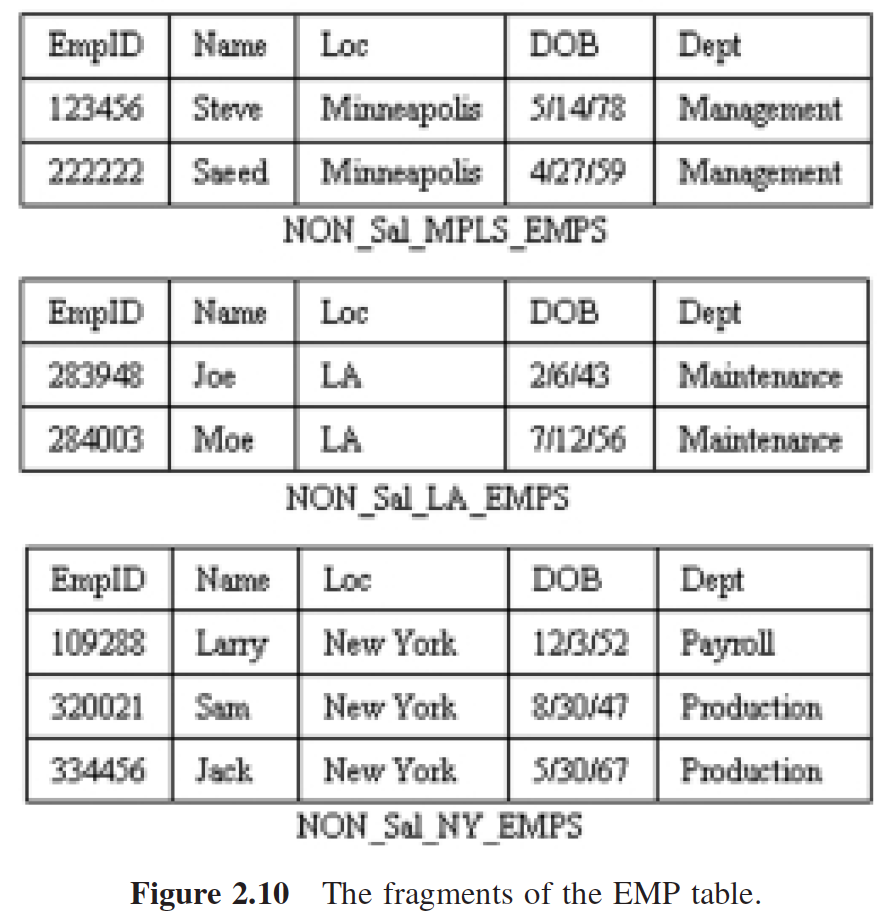 EmpID Name Loc DOB Dept
123456 Steve Minneapolis 5/14/78 Management
222222 Saeed Minneapolis 4/27/59 Management
NON_Sal_MPLS_EMPS
EmpID Name Loc DOB Dept
283948 Joe LA 2/6/43 Maintenance
284003 Moe LA 7/12/56 Maintenance
NON_Sal_LA_EMPS
EmpID Name Loc DOB Dept
109288 Larry New York 12/3/52 Payroll
320021 Sam New York 8/30/47 Production
334456 Jack New York 5/30/67 Production
NON_Sal_NY_EMPS
Figure 2.10 The fragments of the EMP table.